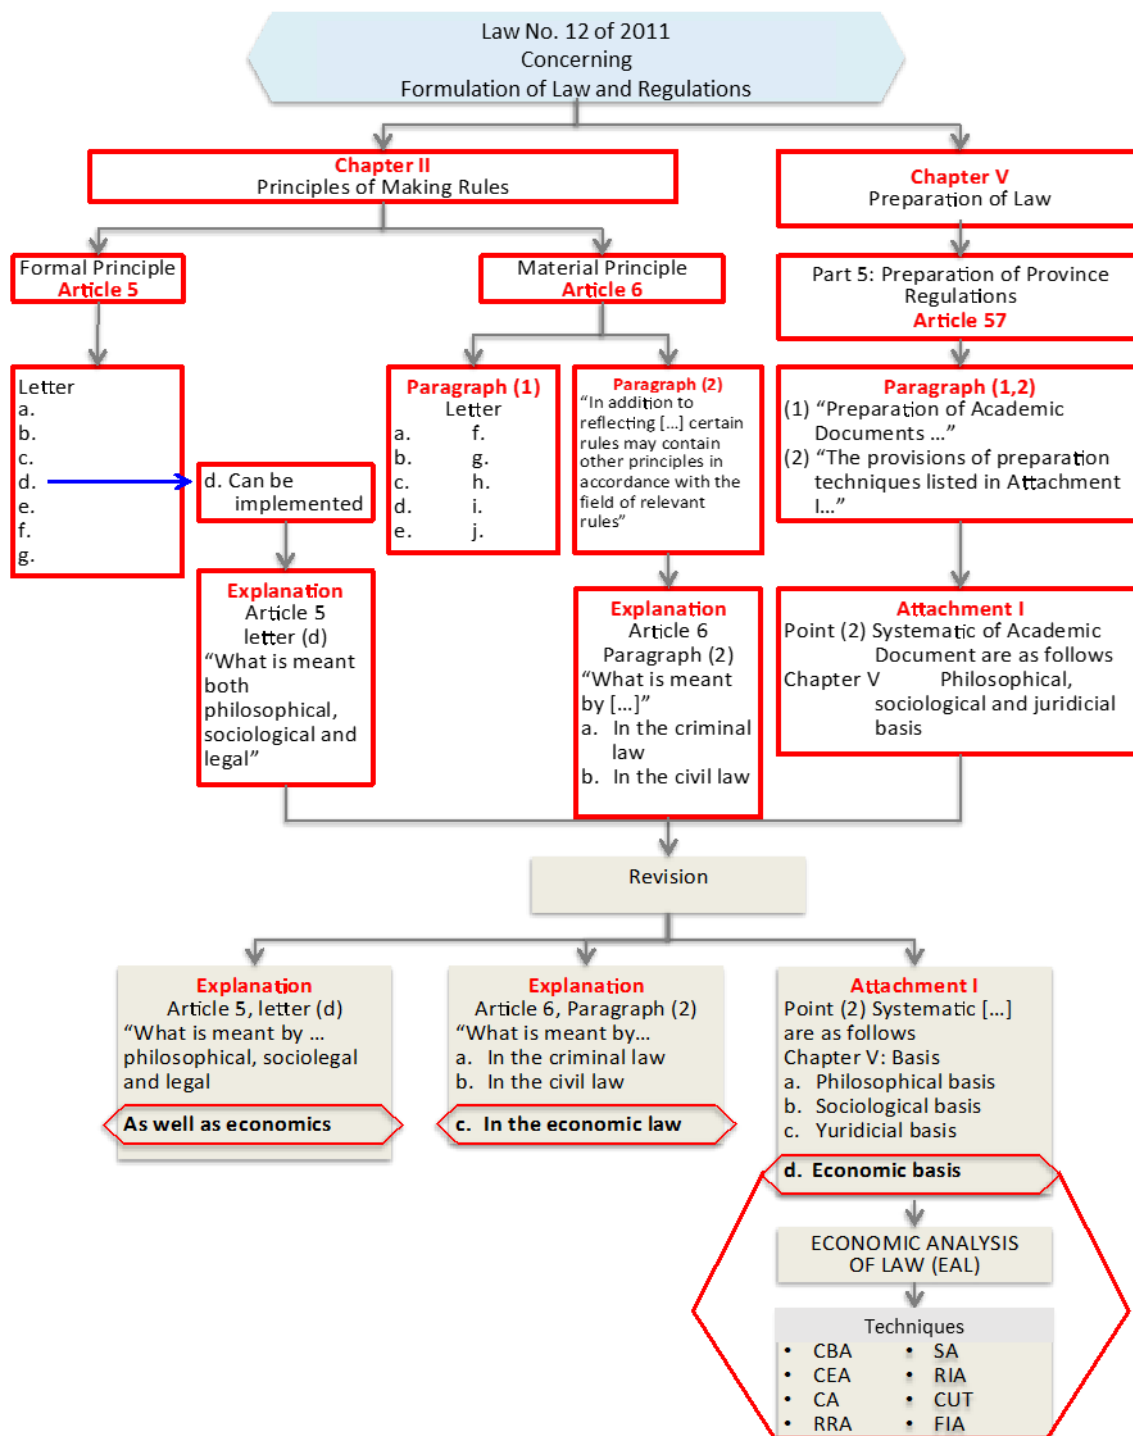 Law No. 12 of 2011
Concerning
Formulation of Law and Regulations
Chapter II
Principles of Making Rules
Chapter V
Preparation of Law
Formal Principle
Article 5
Material Principle
Article 6
Part 5: Preparation of Province
Regulations
Article 57
Letter
a.
b.
c.
d.
e.
f.
g.
d. Can be
implemented
Paragraph (1)
Letter
a. f.
b. g.
c. h.
d. i.
e. j.
Paragraph (2)
“In addition to
reflecting [...] certain
rules may contain
other principles in
accordance with the
field of relevant
rules”
Paragraph (1,2)
(1) “Preparation of Academic
Documents ...”
(2) “The provisions of preparation
techniques listed in Attachment
I...”
Explanation
Article 5
letter (d)
“What is meant
both
philosophical,
sociological and
legal”
Explanation
Article 6
Paragraph (2)
“What is meant
by [...]”
a. In the criminal
law
b. In the civil law
Attachment I
Point (2) Systematic of Academic
Document are as follows
Chapter V Philosophical,
sociological and juridicial
basis
Revision
Explanation
Article 5, letter (d)
“What is meant by ...
philosophical, sociolegal
and legal
As well as economics
Explanation
Article 6, Paragraph (2)
“What is meant by...
a. In the criminal law
b. In the civil law
c. In the economic law
Attachment I
Point (2) Systematic [...]
are as follows
Chapter V: Basis
a. Philosophical basis
b. Sociological basis
c. Yuridicial basis
d. Economic basis
ECONOMIC ANALYSIS
OF LAW (EAL)
Techniques
• CBA • SA
• CEA • RIA
• CA • CUT
• RRA • FIA